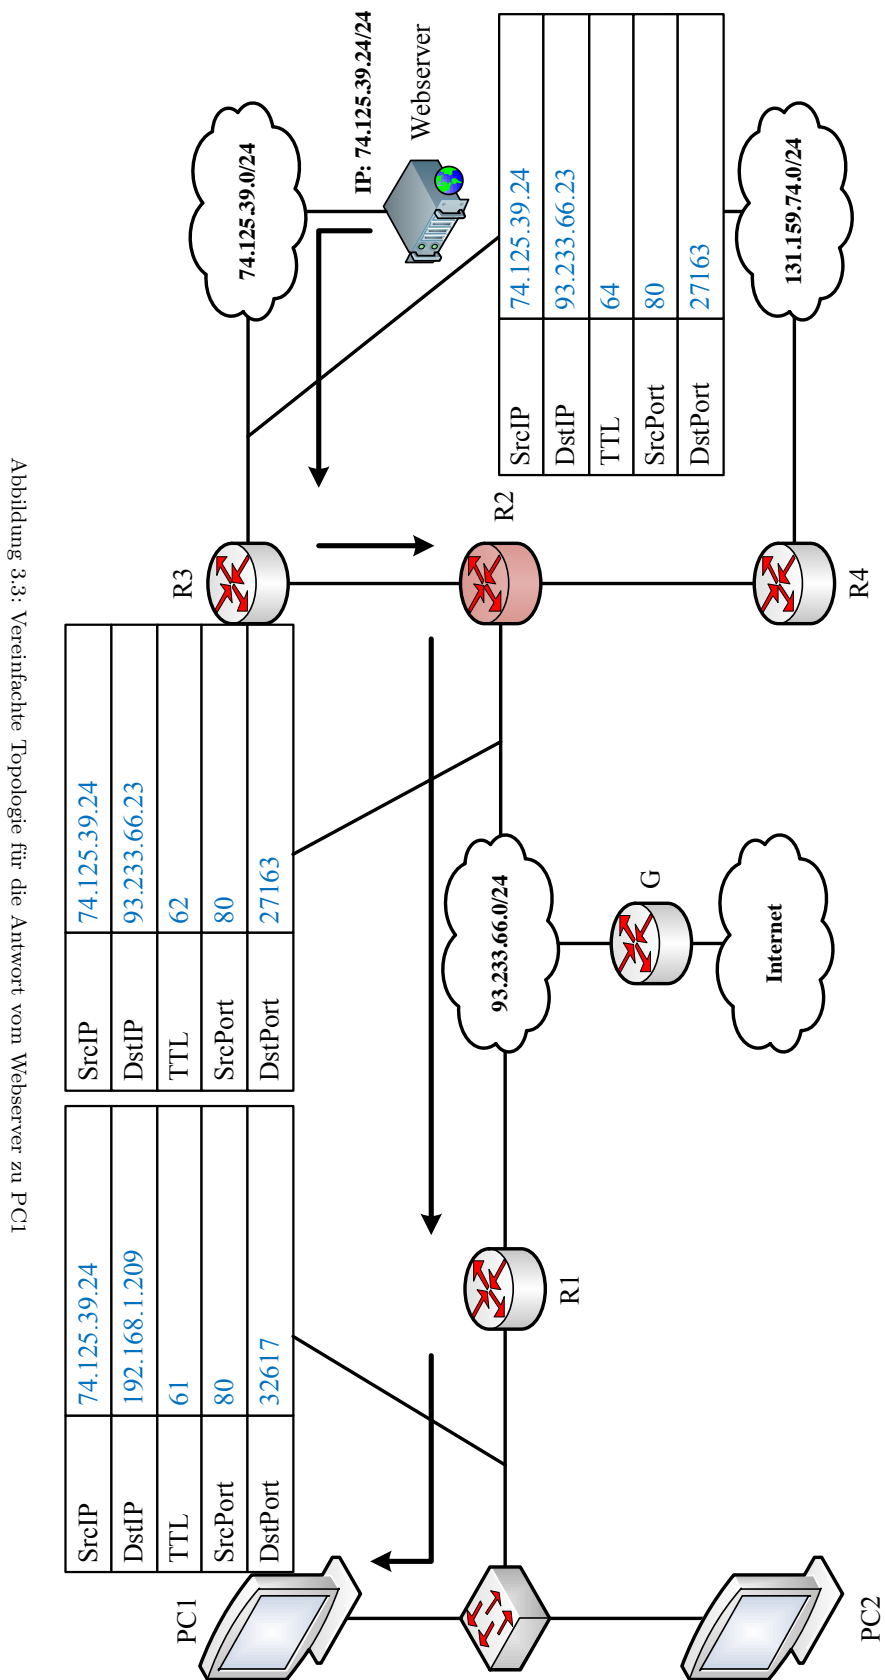 PC1
SrcIP 74.125.39.24
DstIP 192.168.1.209
TTL 61
SrcPort 80
DstPort 32617
SrcIP 74.125.39.24
DstIP 93.233.66.23
TTL 62
SrcPort 80
DstPort 27163
R3
74.125.39.0/24
IP: 74.125.39.24/24
Webserver
R1
93.233.66.0/24
R2
SrcIP 74.125.39.24
DstIP 93.233.66.23
TTL 64
SrcPort 80
DstPort 27163
G
Internet
131.159.74.0/24
PC2
R4
Abbildung 3.3: Vereinfachte Topologie für die Antwort vom Webserver zu PC1